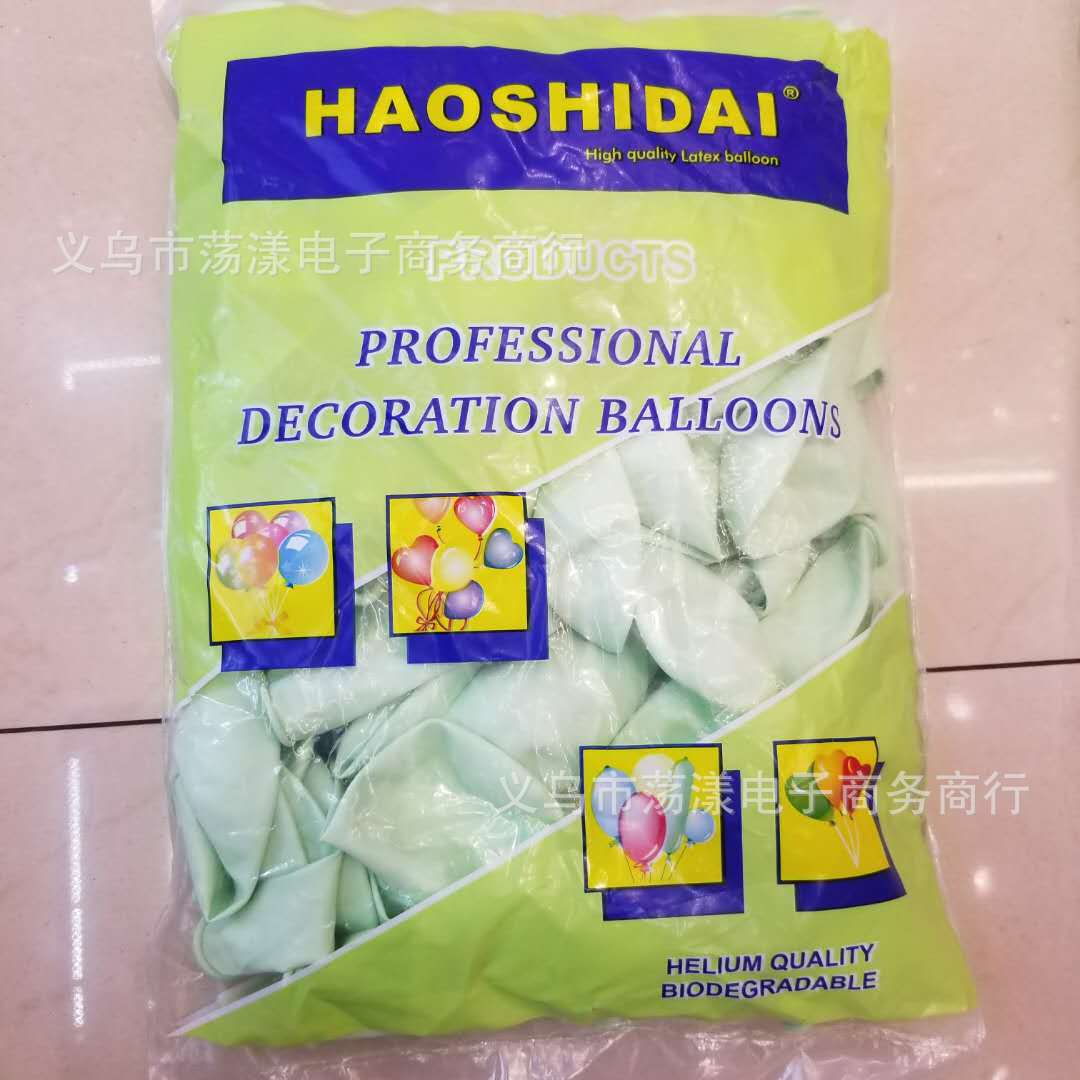 HAOSHIDAI®
High quality Latex balloon
义乌市荡漾电子商务商行
PRODUCTS
PROFESSIONAL
DECORATION BALLOONS
义乌市荡漾电子商务商行
HELIUM QUALITY
BIODEGRADABLE